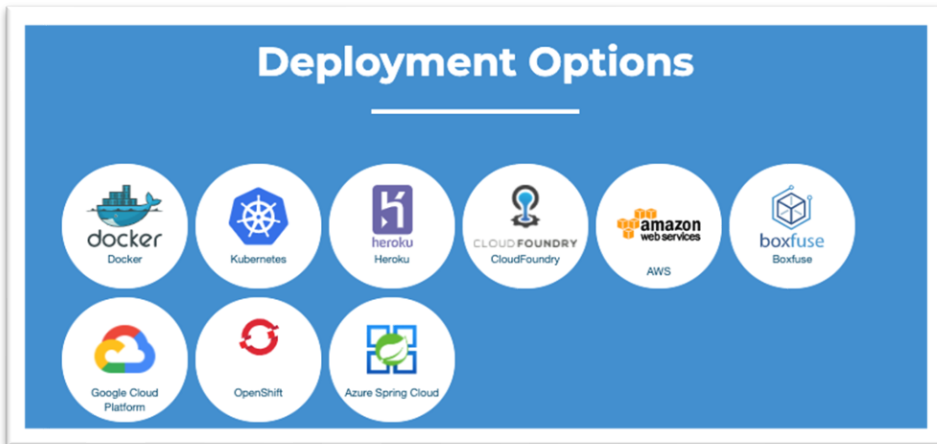 Deployment Options
docker
Docker
Kubernetes
heroku
Heroku
CLOUDFOUNDRY
CloudFoundry
amazon
web services
AWS
boxfuse
Boxfuse
Google Cloud
Platform
OpenShift
Azure Spring Cloud